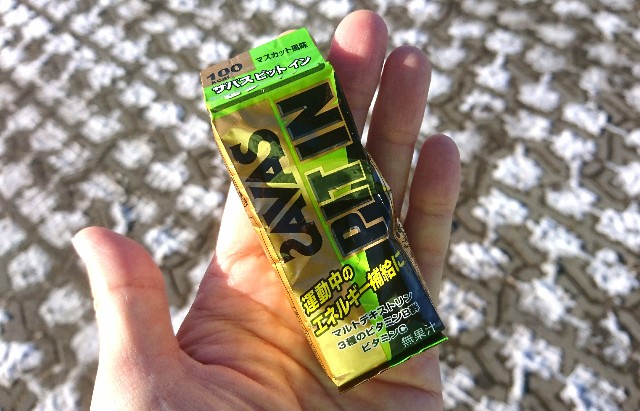 100
マスカット風味
ザバス ピット イン
SAVAS
PIT IN
運動中の
エネルギー補給に
マルトデキストリン
3種のビタミンB群
ビタミンC
無果汁